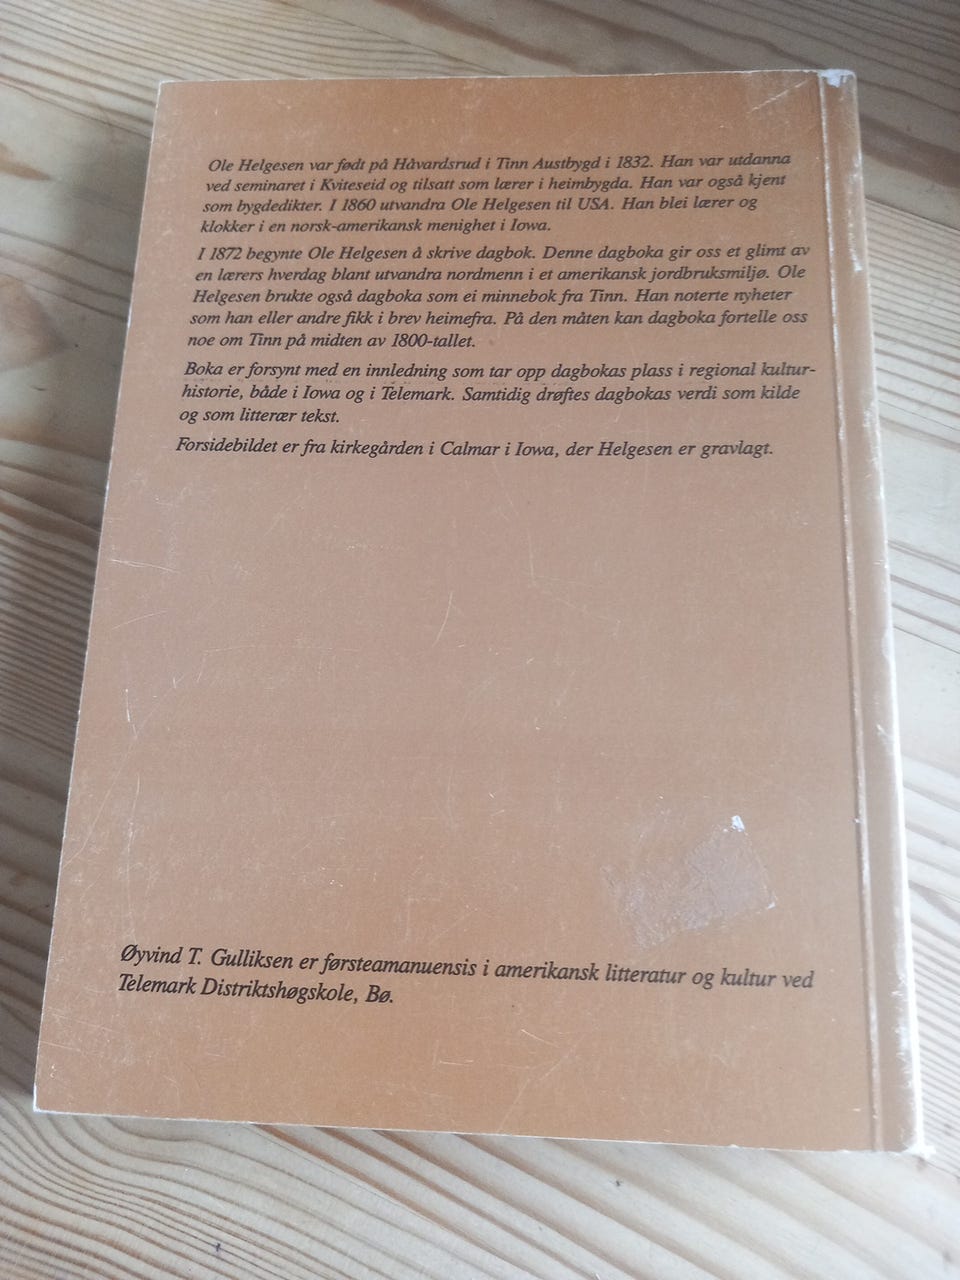 Ole Helgesen var født på Håvardsrud i Tinn Austbygd i 1832. Han var utdanna
ved seminaret i Kviteseid og tilsatt som lærer i heimbygda. Han var også kjent
som bygdedikter. I 1860 utvandra Ole Helgesen til USA. Han blei lærer og
klokker i en norsk-amerikansk menighet i Iowa.
I 1872 begynte Ole Helgesen å skrive dagbok. Denne dagboka gir oss et glimt av
en lærers hverdag blant utvandra nordmenn i et amerikansk jordbruksmiljø. Ole
Helgesen brukte også dagboka som ei minnebok fra Tinn. Han noterte nyheter
som han eller andre fikk i brev heimefra. På den måten kan dagboka fortelle oss
noe om Tinn på midten av 1800-tallet.
Boka er forsynt med en innledning som tar opp dagbokas plass i regional kultur-
historie, både i Iowa og i Telemark. Samtidig drøftes dagbokas verdi som kilde
og som litterær tekst.
Forsidebildet er fra kirkegården i Calmar i Iowa, der Helgesen er gravlagt.
Øyvind T. Gulliksen er førsteamanuensis i amerikansk litteratur og kultur ved
Telemark Distriktshøgskole, Bø.